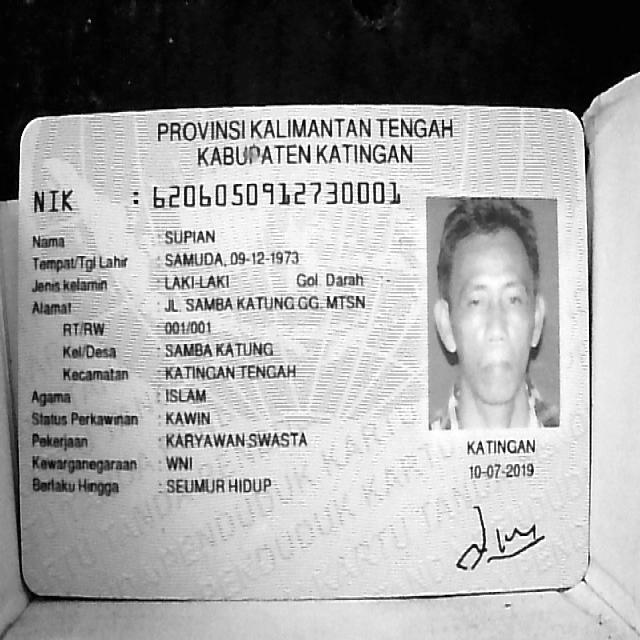 PROVINSI KALIMANTAN TENGAH
KABUPATEN KATINGAN
NIK : 6206050912730001
Nama : SUPIAN
Tempat/Tgl Lahir : SAMUDA, 09-12-1973
Jenis kelamin : LAKI-LAKI Gol. Darah
Alamat : JL. SAMBA KATUNG GG. MTSN
RT/RW : 001/001
Kel/Desa : SAMBA KATUNG
Kecamatan : KATINGAN TENGAH
Agama : ISLAM
Status Perkawinan : KAWIN
Pekerjaan : KARYAWAN SWASTA
Kewarganegaraan : WNI
Berlaku Hingga : SEUMUR HIDUP
KATINGAN
10-07-2019